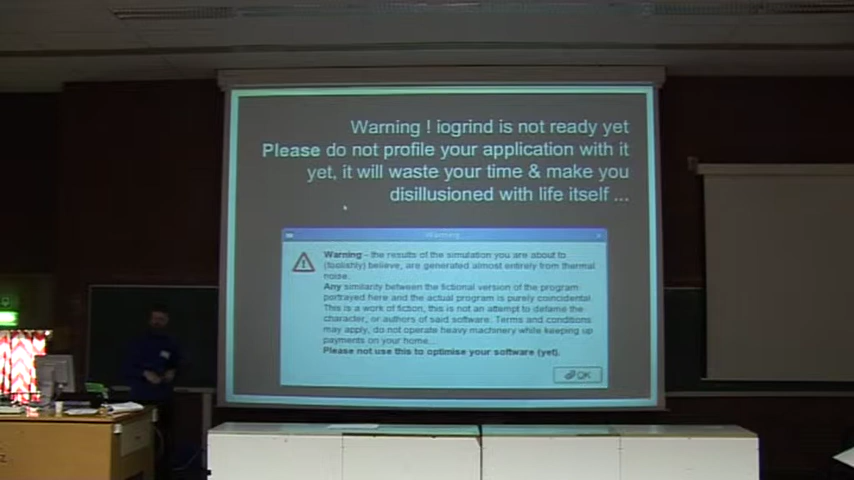 Warning ! iogrind is not ready yet
Please do not profile your application with it
yet, it will waste your time & make you
disillusioned with life itself ...
Warning
Warning - the results of the simulation you are about to
(foolishly) believe, are generated almost entirely from thermal
noise.
Any similarity between the fictional version of the program
portrayed here and the actual program is purely coincidental.
This is a work of fiction, this is not an attempt to defame the
character, or authors of said software. Terms and conditions
may apply, do not operate heavy machinery while keeping up
payments on your home...
Please not use this to optimise your software (yet).
OK